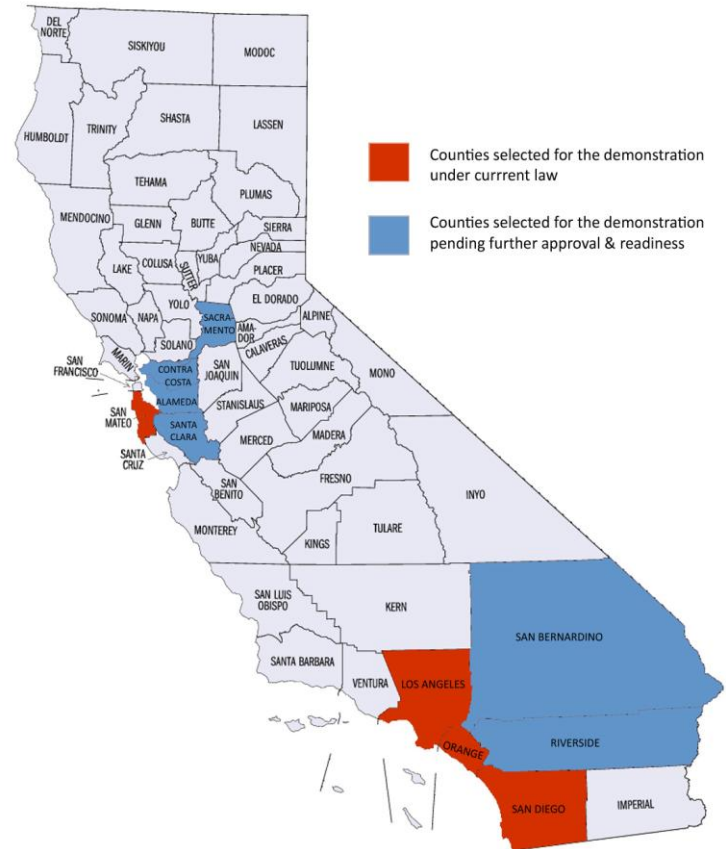 DEL
NORTE
SISKIYOU
MODOC
HUMBOLDT
TRINITY
SHASTA
LASSEN
Counties selected for the demonstration
under currrent law
TEHAMA
PLUMAS
Counties selected for the demonstration
pending further approval & readiness
MENDOCINO
GLENN
BUTTE
SIERRA
NEVADA
LAKE
COLUSA
SUTTER
YUBA
PLACER
SONOMA
NAPA
YOLO
EL DORADO
SACRA-
MENTO
AMA-
DOR
ALPINE
SOLANO
CALAVERAS
MARIN
SAN
FRANCISCO
CONTRA
COSTA
SAN
JOAQUIN
TUOLUMNE
MONO
ALAMEDA
STANISLAUS
MARIPOSA
SAN
MATEO
SANTA
CLARA
MERCED
MADERA
SANTA
CRUZ
SAN
BENITO
FRESNO
INYO
MONTEREY
KINGS
TULARE
SAN LUIS
OBISPO
KERN
SAN BERNARDINO
SANTA BARBARA
VENTURA
LOS ANGELES
ORANGE
RIVERSIDE
SAN DIEGO
IMPERIAL